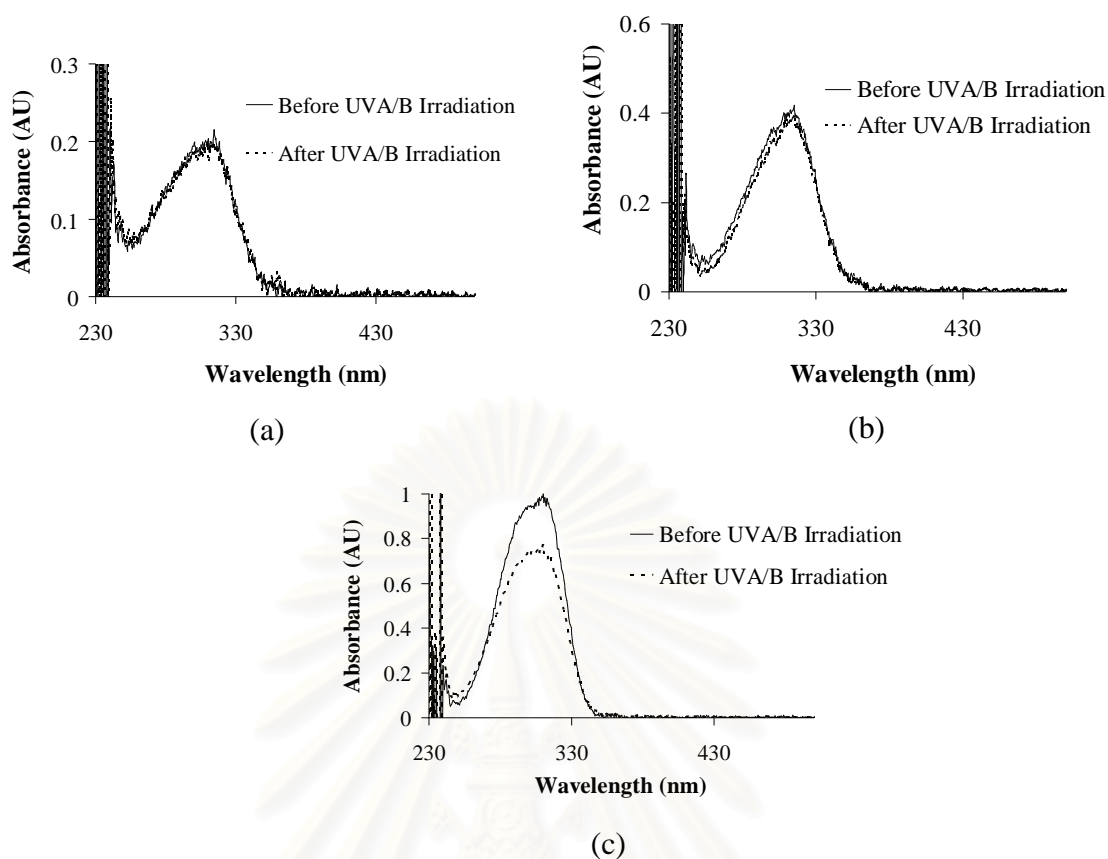 0.3
0.2
0.1
0
Absorbance (AU)
Before UVA/B Irradiation
After UVA/B Irradiation
230
330
430
Wavelength (nm)
(a)
0.6
0.4
0.2
0
Absorbance (AU)
Before UVA/B Irradiation
After UVA/B Irradiation
230
330
430
Wavelength (nm)
(b)
1
0.8
0.6
0.4
0.2
0
Absorbance (AU)
Before UVA/B Irradiation
After UVA/B Irradiation
230
330
430
Wavelength (nm)
(c)